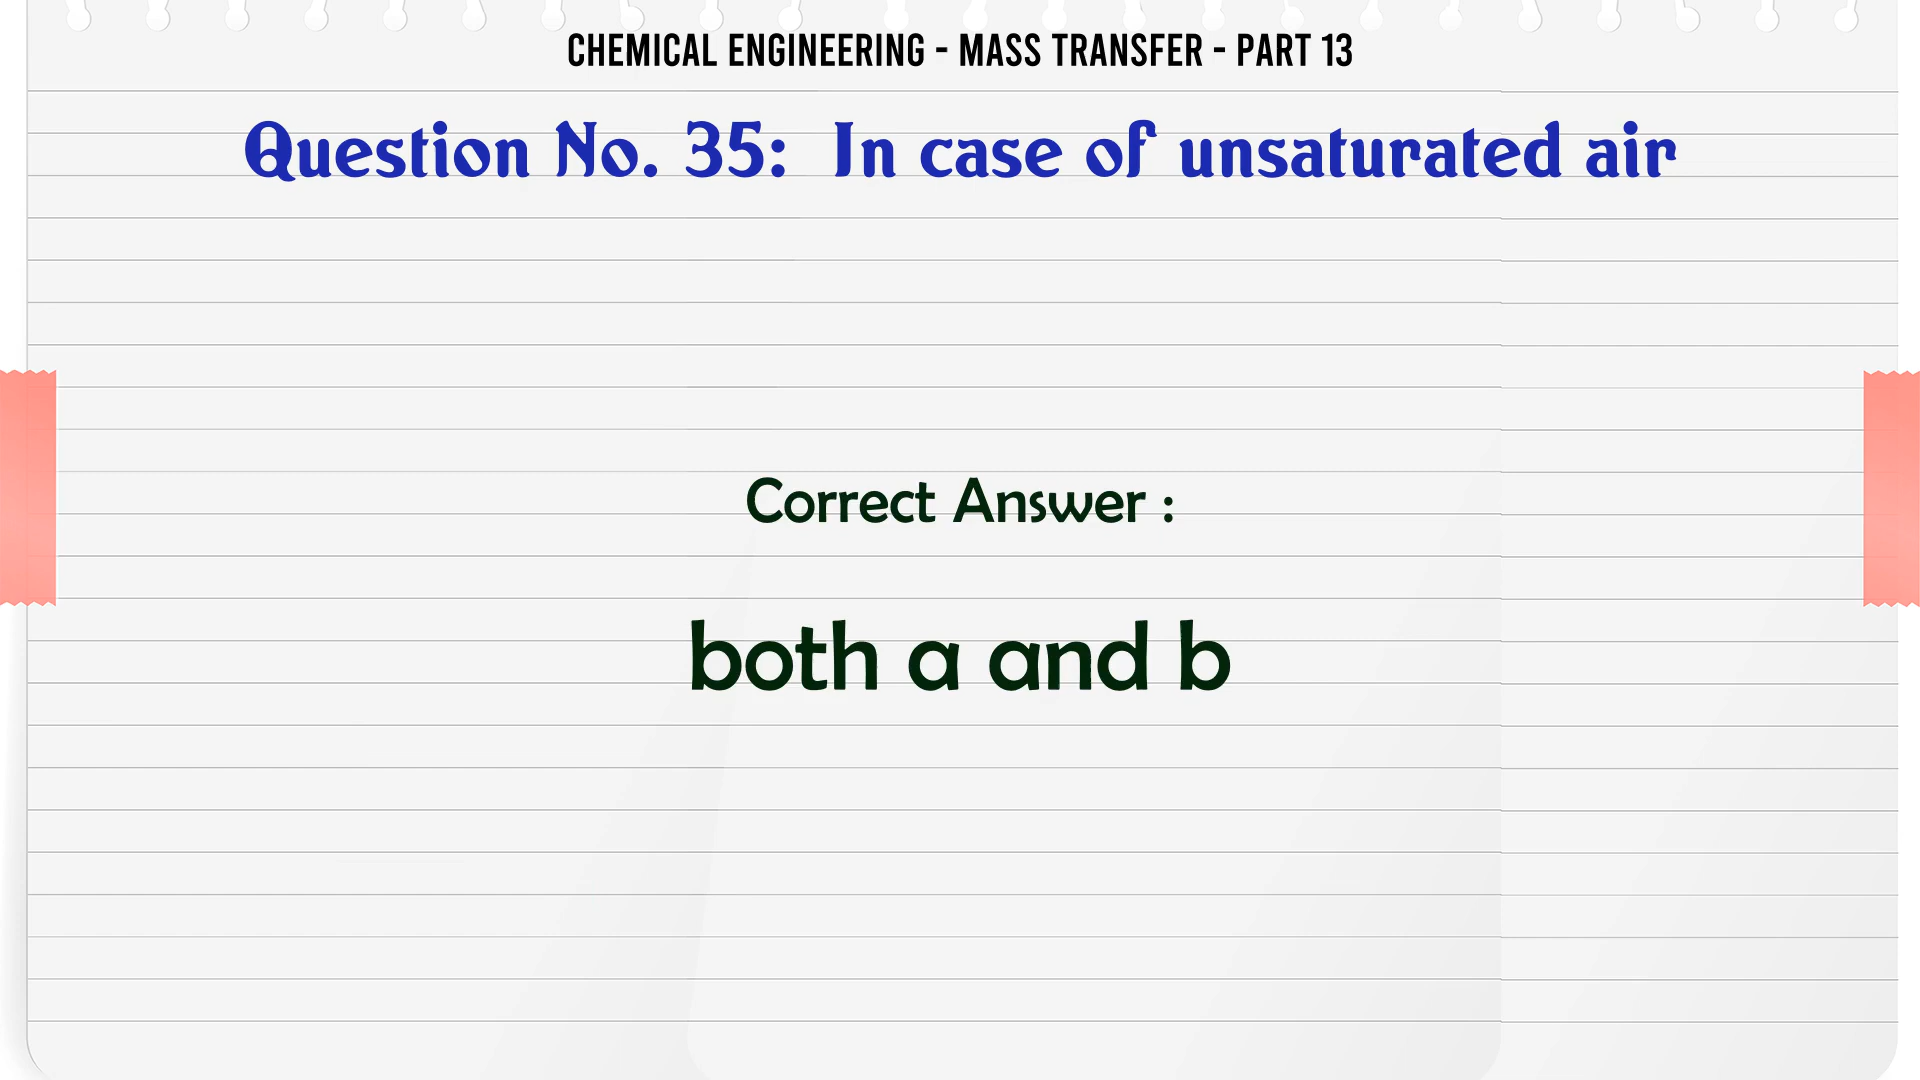 CHEMICAL ENGINEERING - MASS TRANSFER - PART 13
Question No. 35: In case of unsaturated air
Correct Answer :
both a and b